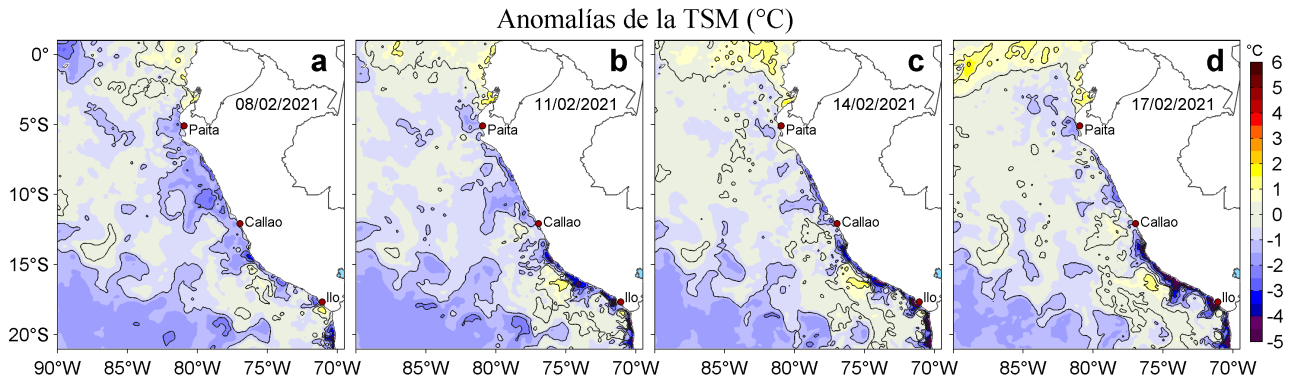 Anomalías de la TSM (°C)
a
b
c
d
°C
08/02/2021
11/02/2021
14/02/2021
17/02/2021
0°
5°S
10°S
15°S
20°S
Paita
Callao
Ilo
Paita
Callao
Ilo
Paita
Callao
Ilo
Paita
Callao
Ilo
6
5
4
3
2
1
0
-1
-2
-3
-4
-5
90°W 85°W 80°W 75°W 70°W
85°W 80°W 75°W 70°W
85°W 80°W 75°W 70°W
85°W 80°W 75°W 70°W